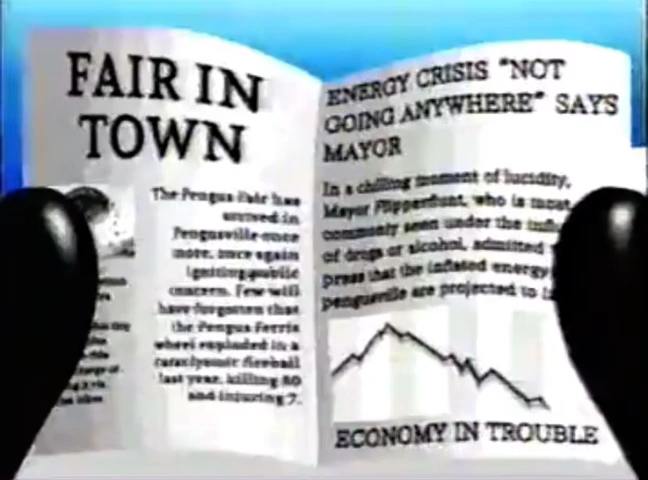 FAIR IN
TOWN
The Pengus Fair has
arrived in
Pengusville once
more, once again
igniting public
concern. Few will
have forgotten that
the Pengus Ferris
wheel exploded in a
cataclysmic fireball
last year, killing 80
and injuring 7.
ENERGY CRISIS "NOT
GOING ANYWHERE" SAYS
MAYOR
In a chilling moment of lucidity,
Mayor Flipperfunt, who is most
commonly seen under the
of drugs or alcohol, admitted
press that the inflated energy
pengusville are projected to
ECONOMY IN TROUBLE